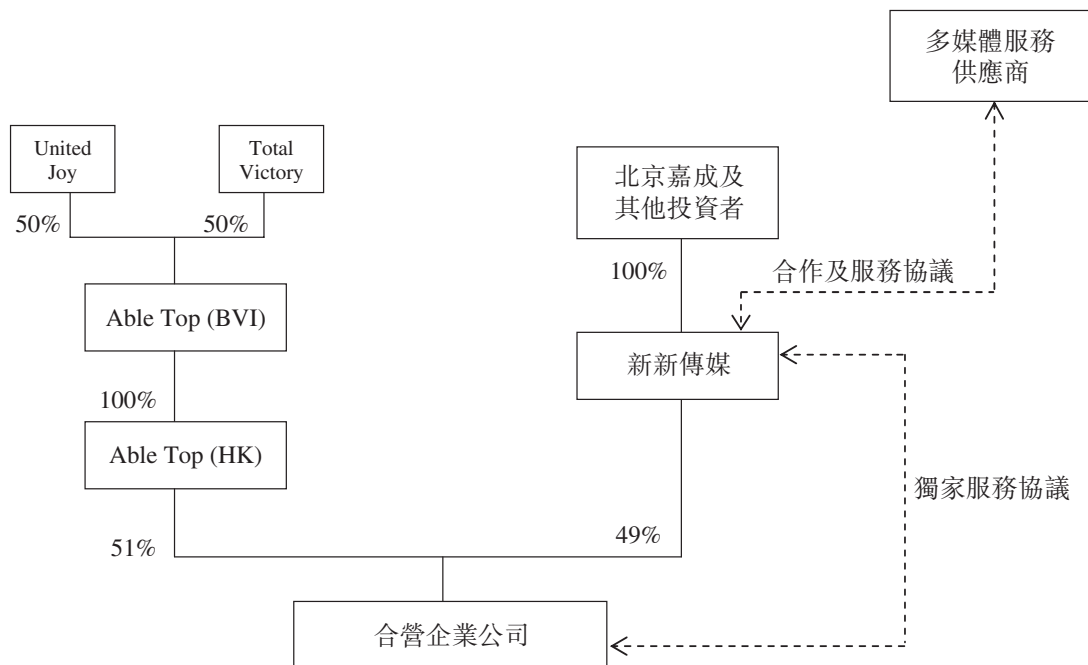 多媒體服務
供應商
United
Joy
Total
Victory
北京嘉成及
其他投資者
50%
50%
100%
合作及服務協議
Able Top (BVI)
新新傳媒
100%
Able Top (HK)
獨家服務協議
51%
49%
合營企業公司